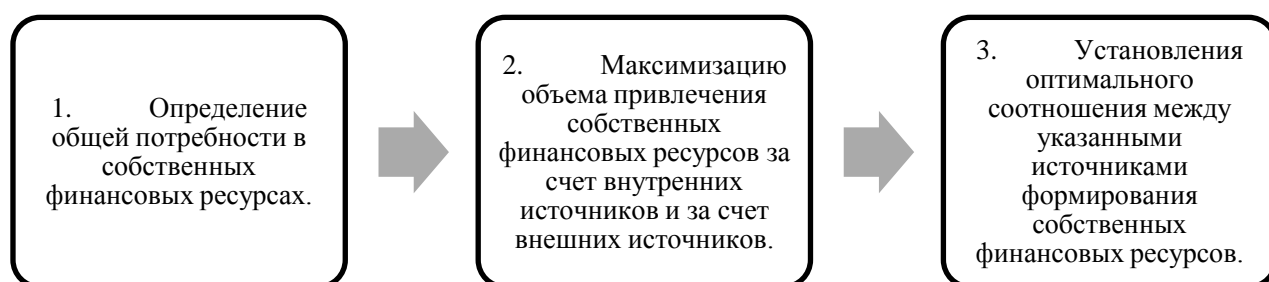 1. Определение
общей потребности в
собственных
финансовых ресурсах.
2. Максимизацию
объема привлечения
собственных
финансовых ресурсов за
счет внутренних
источников и за счет
внешних источников.
3. Установления
оптимального
соотношения между
указанными
источниками
формирования
собственных
финансовых ресурсов.